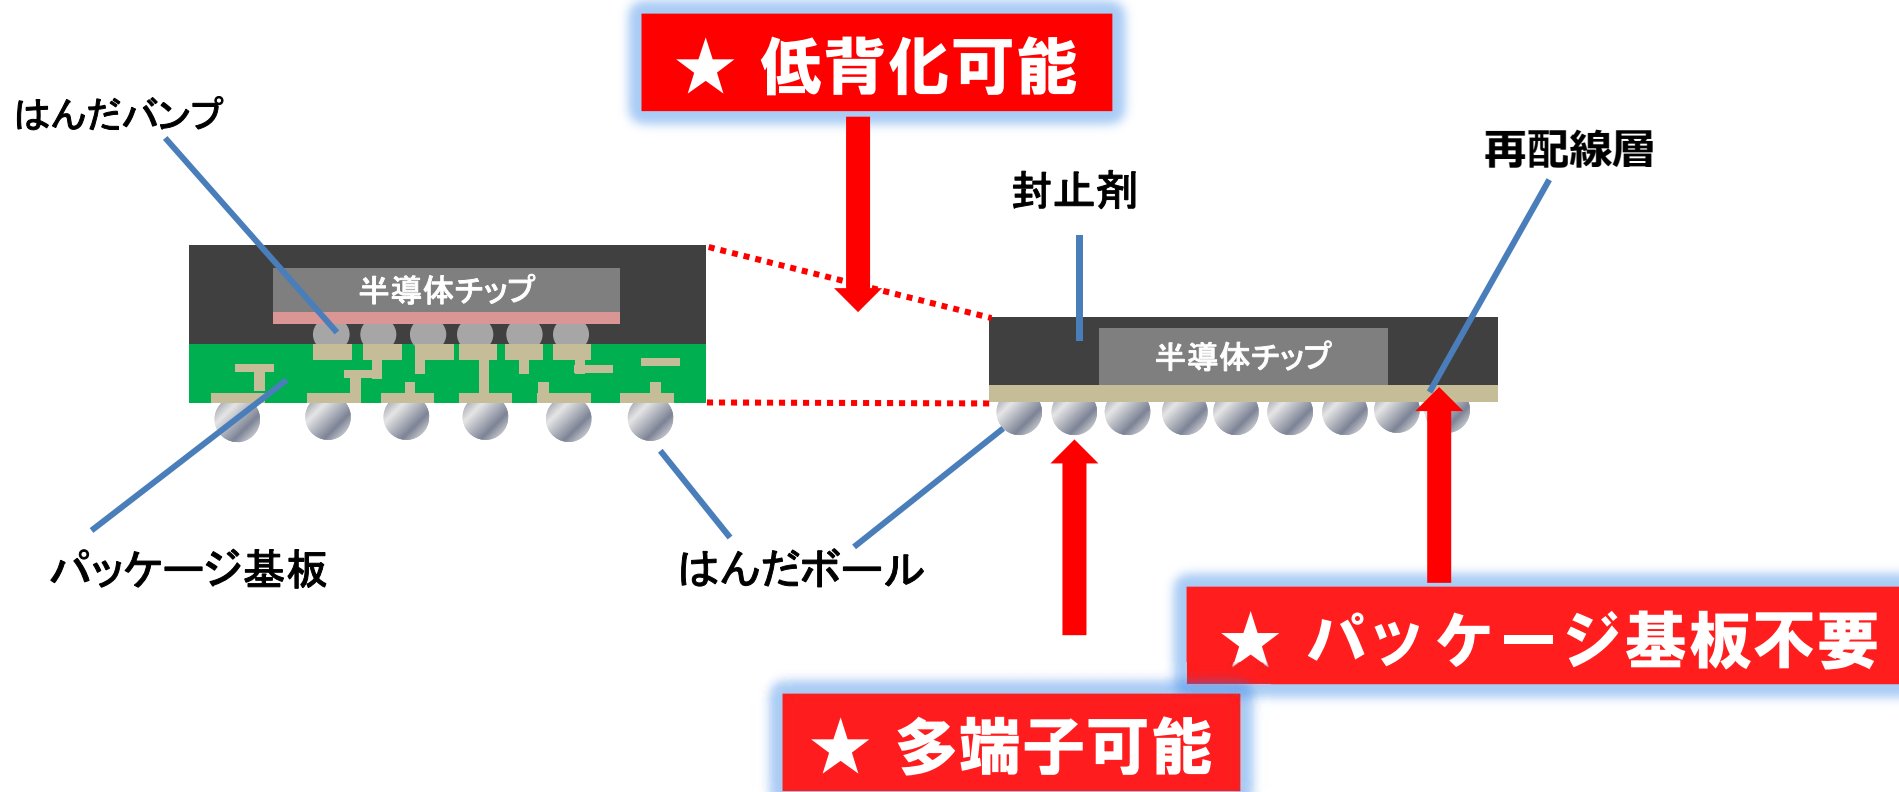 ★ 低背化可能
はんだバンプ
再配線層
封止剤
半導体チップ
半導体チップ
パッケージ基板
はんだボール
★ パッケージ基板不要
★ 多端子可能